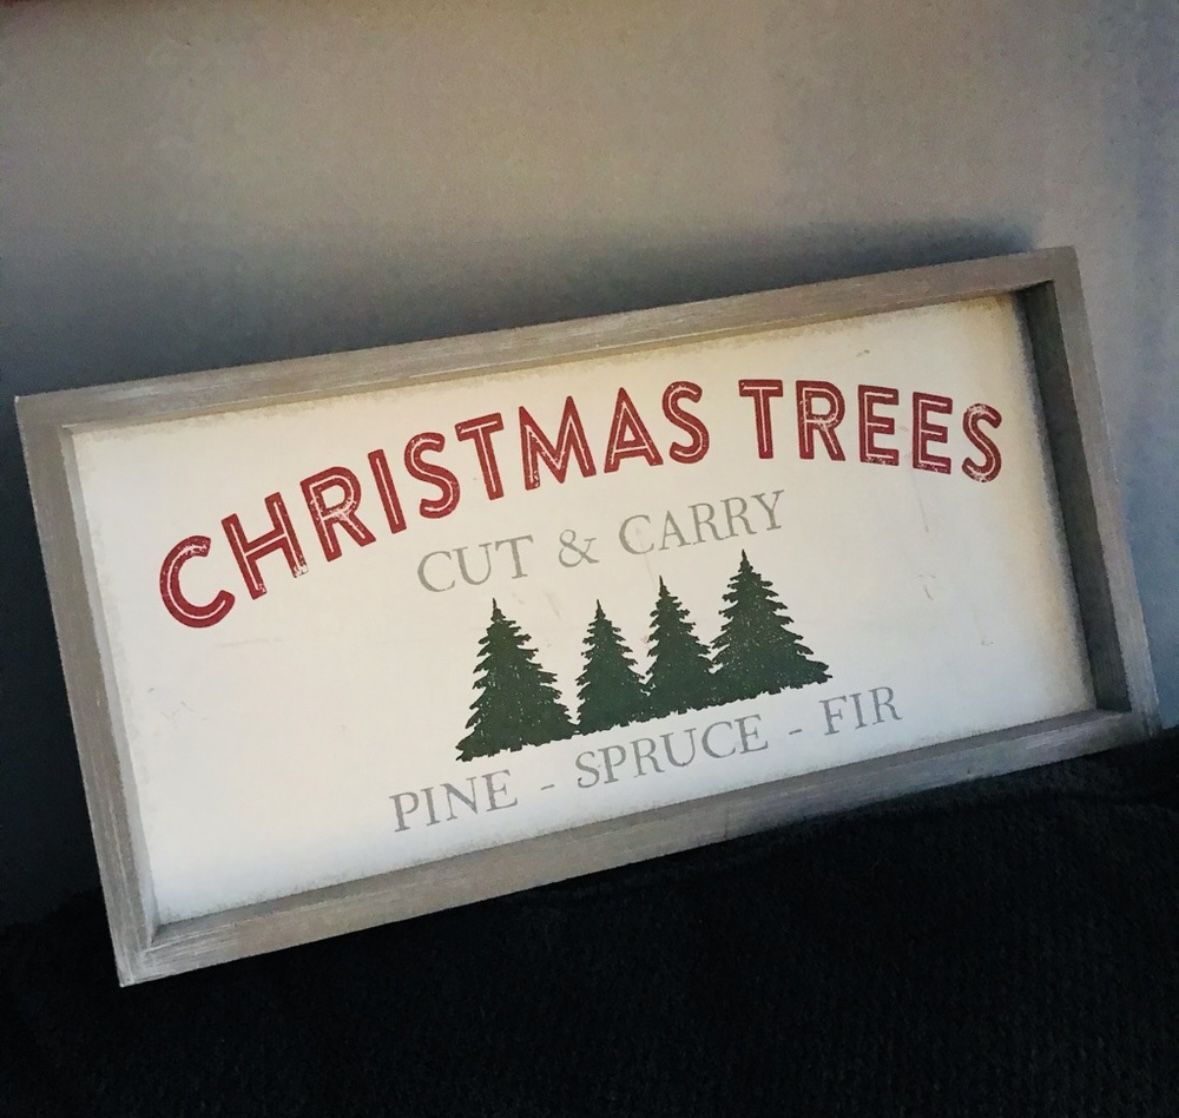 CHRISTMAS TREES
CUT & CARRY
PINE - SPRUCE - FIR